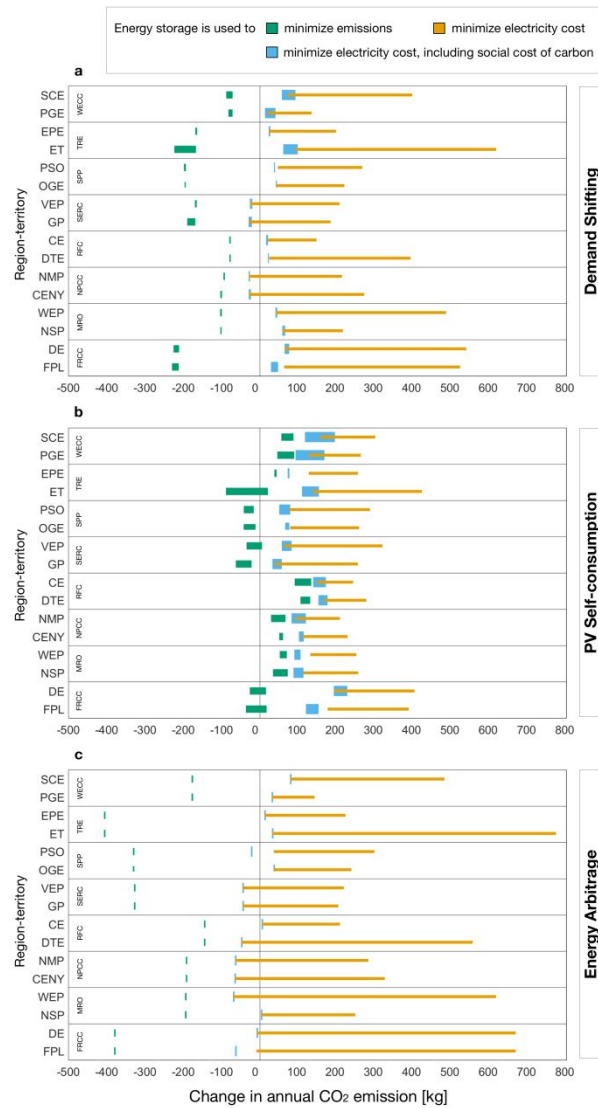 Energy storage is used to minimize emissions minimize electricity cost
minimize electricity cost, including social cost of carbon
a
SCE
PGE
WECC
EPE
ET
TRE
PSO
OGE
SPP
VEP
GP
SERC
CE
DTE
RFC
NMP
CENY
NPCC
WEP
NSP
MRO
DE
FPL
FRCC
Region-territory
Demand Shifting
-500 -400 -300 -200 -100 0 100 200 300 400 500 600 700 800
b
SCE
PGE
WECC
EPE
ET
TRE
PSO
OGE
SPP
VEP
GP
SERC
CE
DTE
RFC
NMP
CENY
NPCC
WEP
NSP
MRO
DE
FPL
FRCC
Region-territory
PV Self-consumption
-500 -400 -300 -200 -100 0 100 200 300 400 500 600 700 800
c
SCE
PGE
WECC
EPE
ET
TRE
PSO
OGE
SPP
VEP
GP
SERC
CE
DTE
RFC
NMP
CENY
NPCC
WEP
NSP
MRO
DE
FPL
FRCC
Region-territory
Energy Arbitrage
-500 -400 -300 -200 -100 0 100 200 300 400 500 600 700 800
Change in annual CO₂ emission [kg]